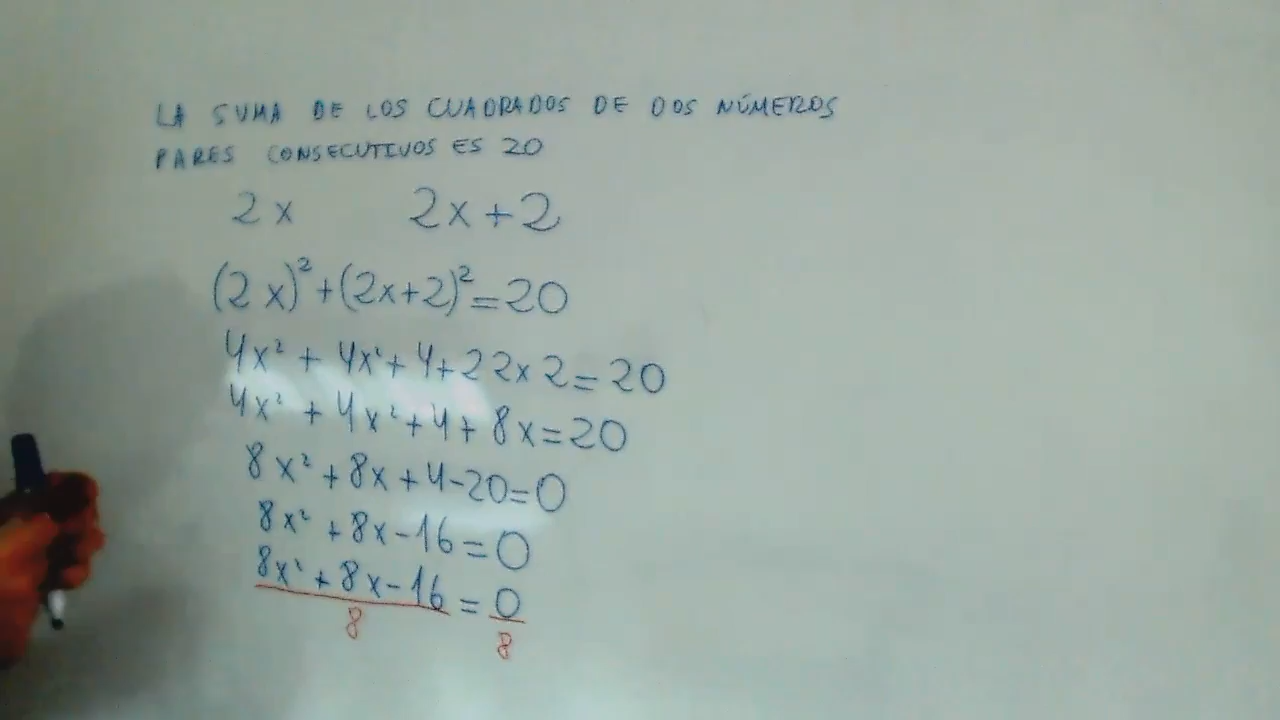 LA SUMA DE LOS CUADRADOS DE DOS NÚMEROS
PARES CONSECUTIVOS ES 20
2x 2x+2
(2x)²+(2x+2)²=20
4x² + 4x² + 4 + 2 2x 2 = 20
4x² + 4x² + 4 + 8x = 20
8x² + 8x + 4 - 20 = 0
8x² + 8x - 16 = 0
8x² + 8x - 16 = 0
8 8